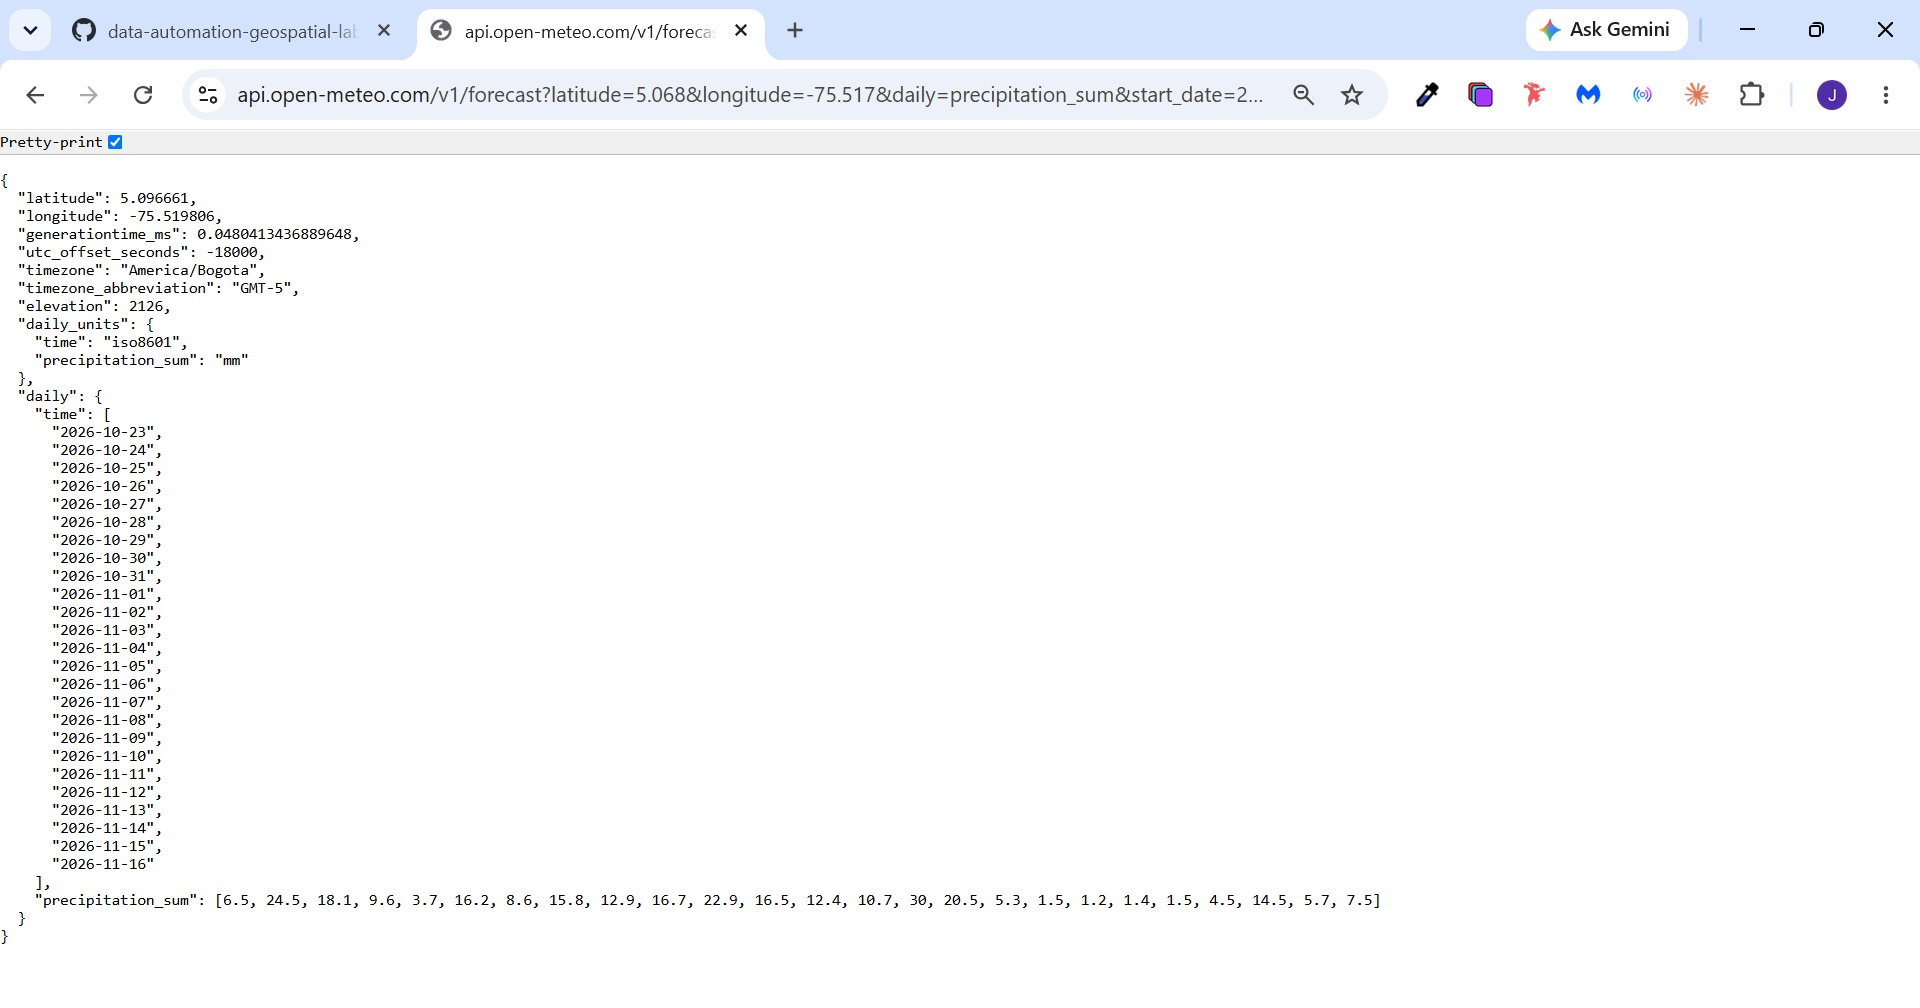 data-automation-geospatial-lab
api.open-meteo.com/v1/foreca
Ask Gemini
api.open-meteo.com/v1/forecast?latitude=5.068&longitude=-75.517&daily=precipitation_sum&start_date=2...
J
Pretty-print
{
"latitude": 5.096661,
"longitude": -75.519806,
"generationtime_ms": 0.0480413436889648,
"utc_offset_seconds": -18000,
"timezone": "America/Bogota",
"timezone_abbreviation": "GMT-5",
"elevation": 2126,
"daily_units": {
"time": "iso8601",
"precipitation_sum": "mm"
},
"daily": {
"time": [
"2026-10-23",
"2026-10-24",
"2026-10-25",
"2026-10-26",
"2026-10-27",
"2026-10-28",
"2026-10-29",
"2026-10-30",
"2026-10-31",
"2026-11-01",
"2026-11-02",
"2026-11-03",
"2026-11-04",
"2026-11-05",
"2026-11-06",
"2026-11-07",
"2026-11-08",
"2026-11-09",
"2026-11-10",
"2026-11-11",
"2026-11-12",
"2026-11-13",
"2026-11-14",
"2026-11-15",
"2026-11-16"
],
"precipitation_sum": [6.5, 24.5, 18.1, 9.6, 3.7, 16.2, 8.6, 15.8, 12.9, 16.7, 22.9, 16.5, 12.4, 10.7, 30, 20.5, 5.3, 1.5, 1.2, 1.4, 1.5, 4.5, 14.5, 5.7, 7.5]
}
}